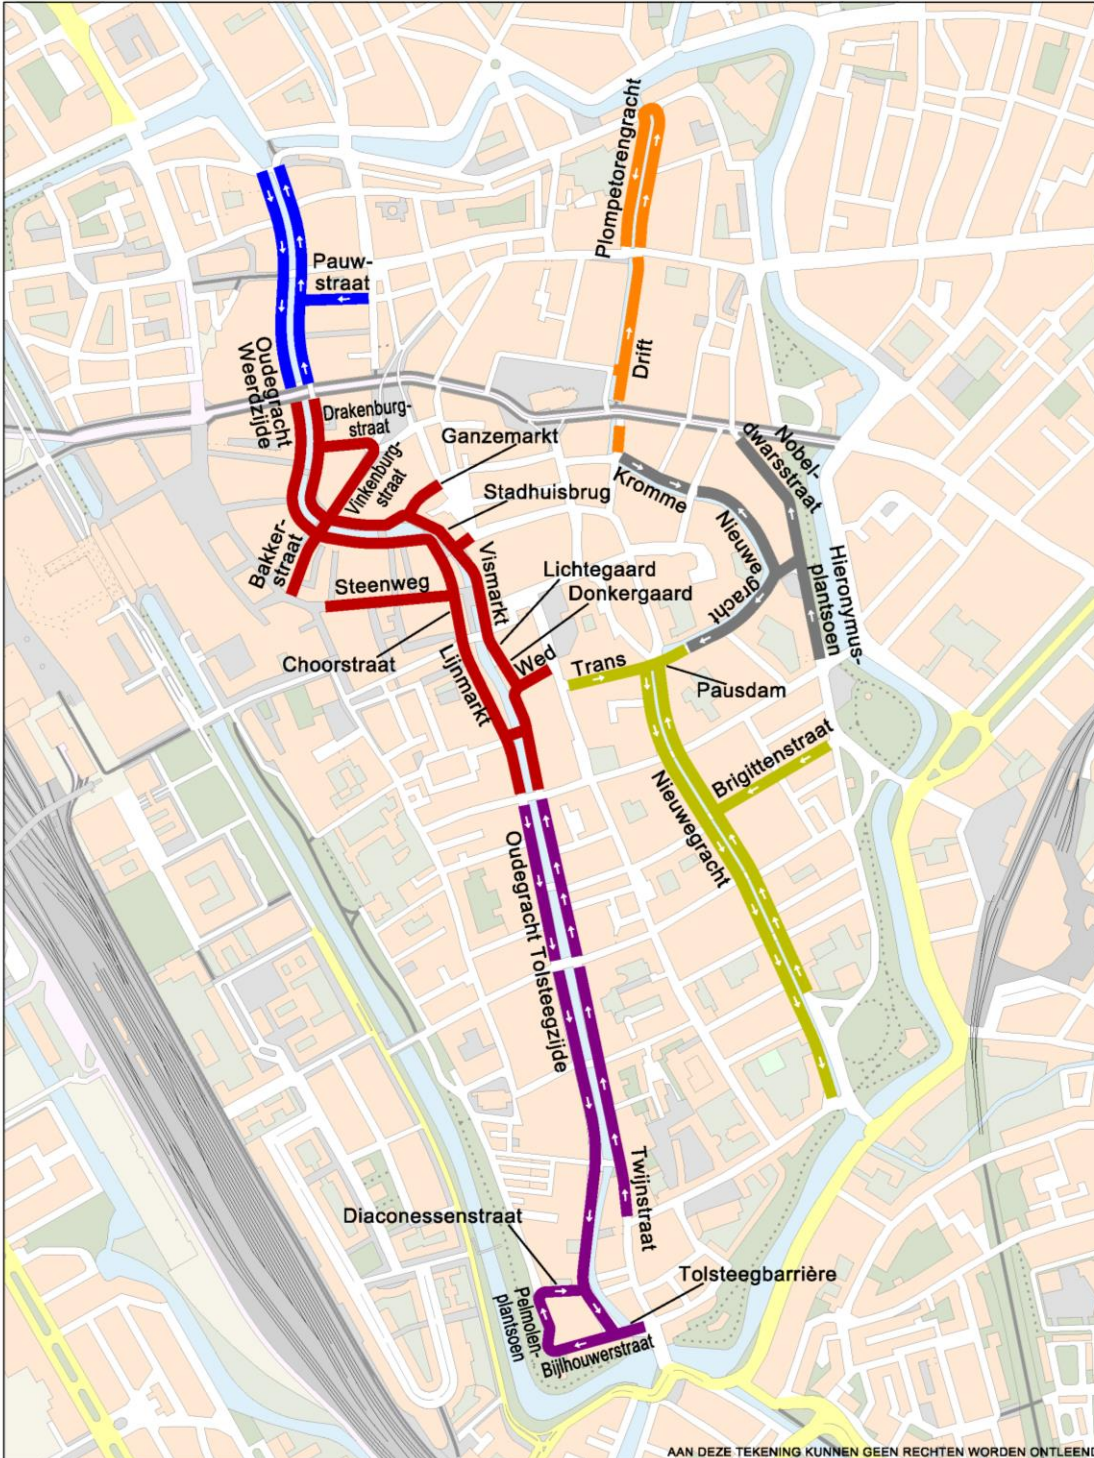 Plompetorengracht
Pauw-
straat
Drift
Oudegracht
Weerdzijde
Drakenburg-
straat
Vinkenburg-
straat
Ganzemarkt
Stadhuisbrug
Kromme
Nieuwe
gracht
Nobel-
dwarsstraat
Bakker-
straat
Steenweg
Vismarkt
Lichtegaard
Donkergaard
Hieronymus-
plantsoen
Choorstraat
Lijnmarkt
Wed
Trans
Pausdam
Brigittenstraat
Nieuwegracht
Oudegracht Tolsteegzijde
Twijnstraat
Diaconessenstraat
Tolsteegbarrière
Pelmolen-
plantsoen
Bijlhouwerstraat
AAN DEZE TEKENING KUNNEN GEEN RECHTEN WORDEN ONTLEEND